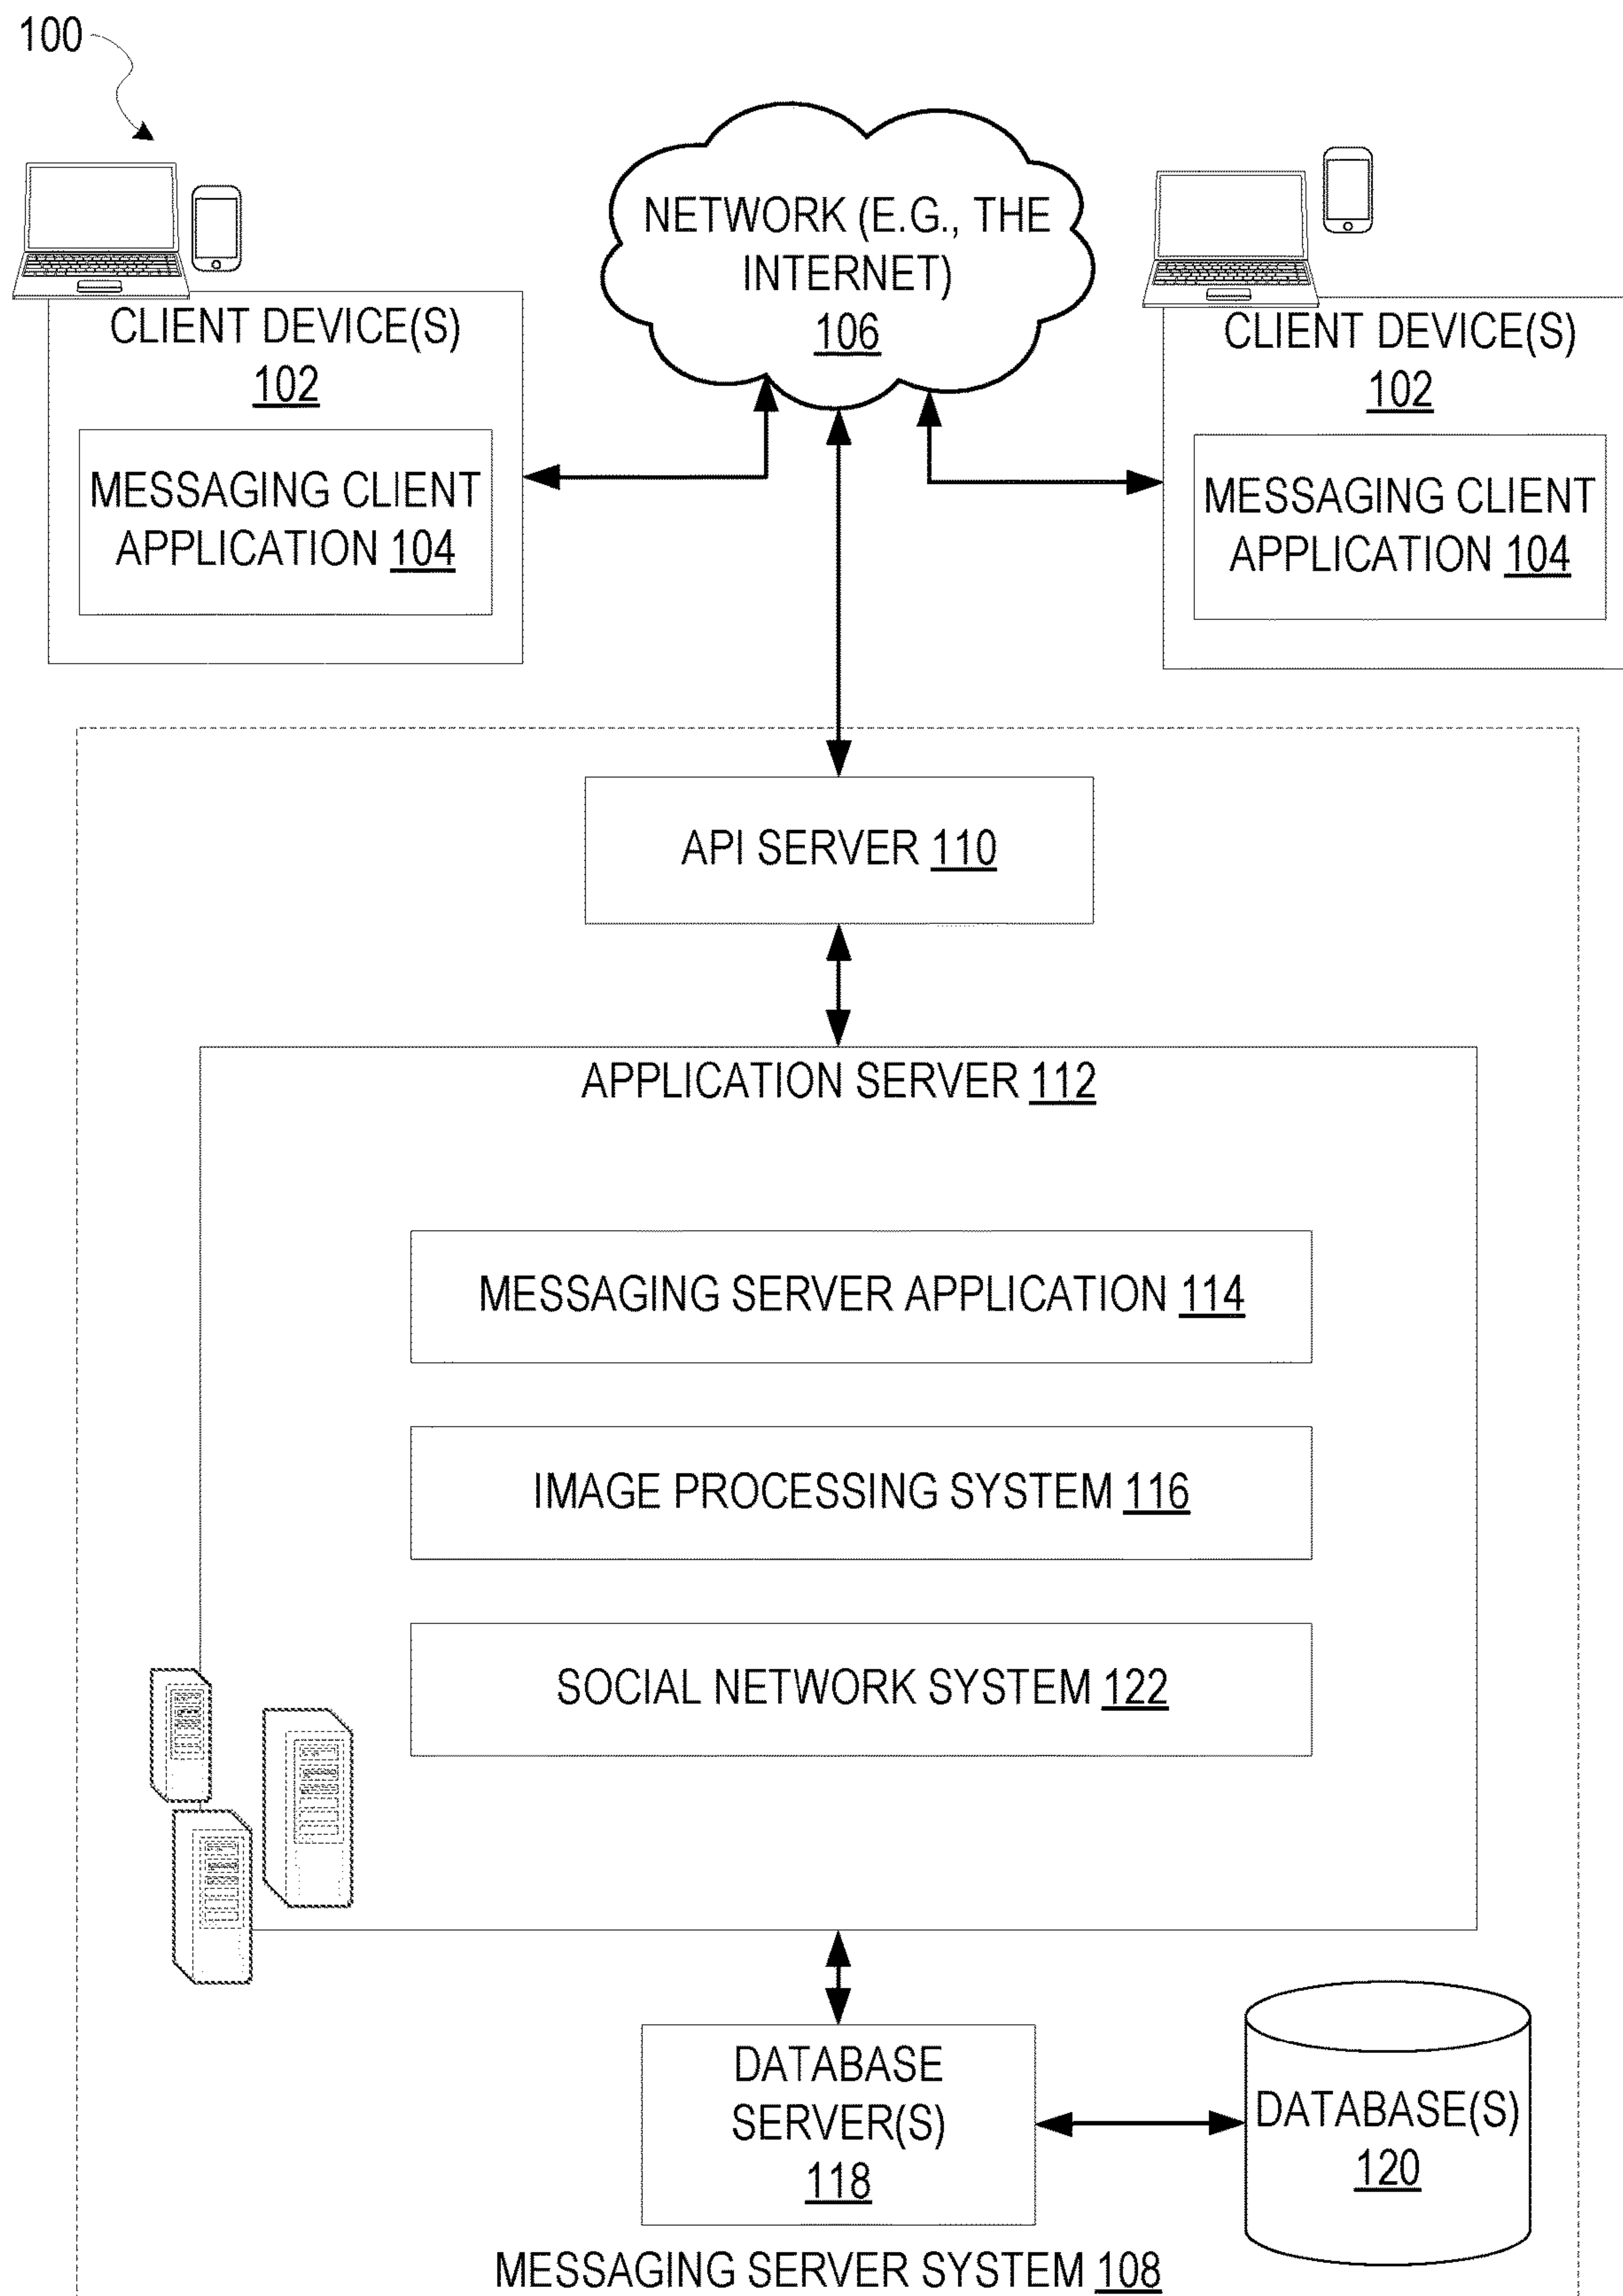 100
NETWORK (E.G., THE
INTERNET)
106
CLIENT DEVICE(S)
102
MESSAGING CLIENT
APPLICATION 104
CLIENT DEVICE(S)
102
MESSAGING CLIENT
APPLICATION 104
API SERVER 110
APPLICATION SERVER 112
MESSAGING SERVER APPLICATION 114
IMAGE PROCESSING SYSTEM 116
SOCIAL NETWORK SYSTEM 122
DATABASE
SERVER(S)
118
DATABASE(S)
120
MESSAGING SERVER SYSTEM 108